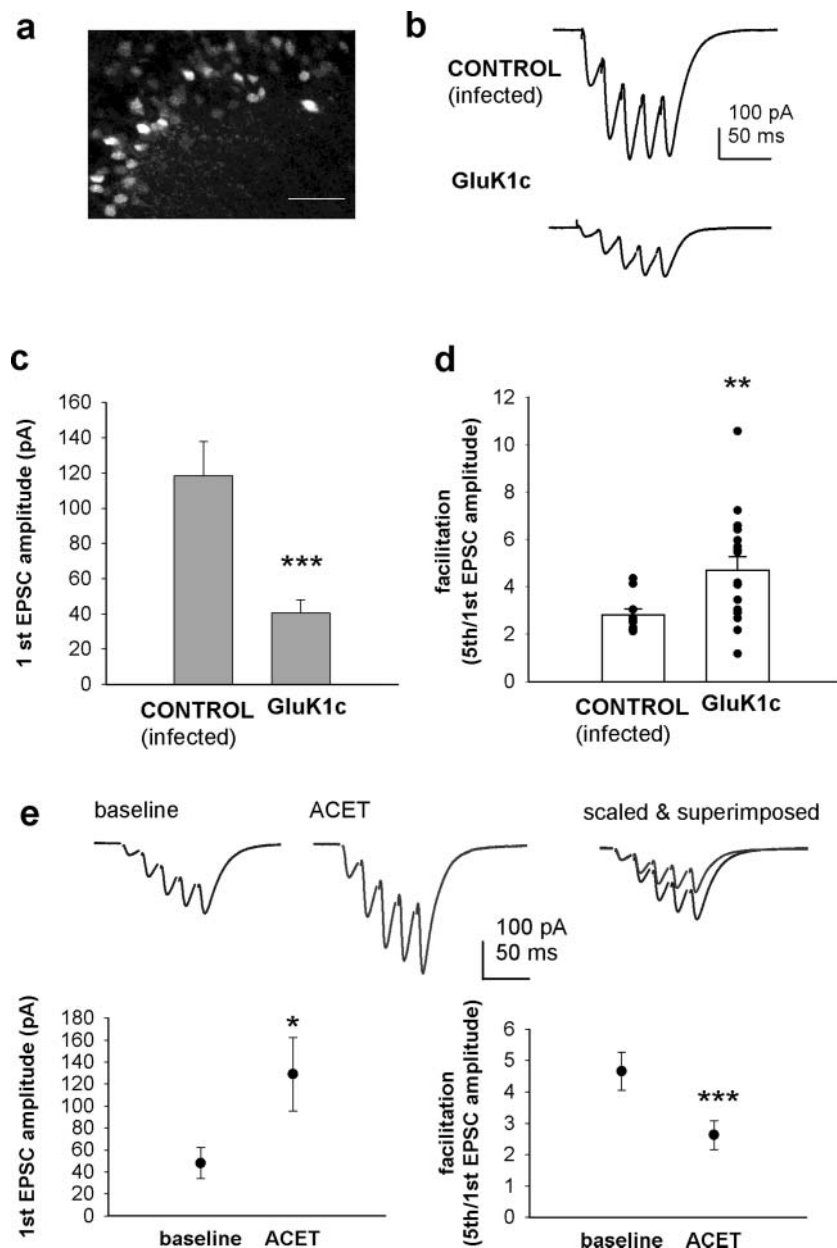 a
b
CONTROL
(infected)
100 pA
50 ms
GluK1c
c
1 st EPSC amplitude (pA)
160
140
120
100
80
60
40
20
0
***
CONTROL
(infected)
GluK1c
d
facilitation
(5th/1st EPSC amplitude)
12
10
8
6
4
2
0
**
CONTROL
(infected)
GluK1c
e
baseline
ACET
scaled & superimposed
100 pA
50 ms
1st EPSC amplitude (pA)
180
160
140
120
100
80
60
40
20
0
*
baseline
ACET
facilitation
(5th/1st EPSC amplitude)
6
5
4
3
2
1
0
***
baseline
ACET